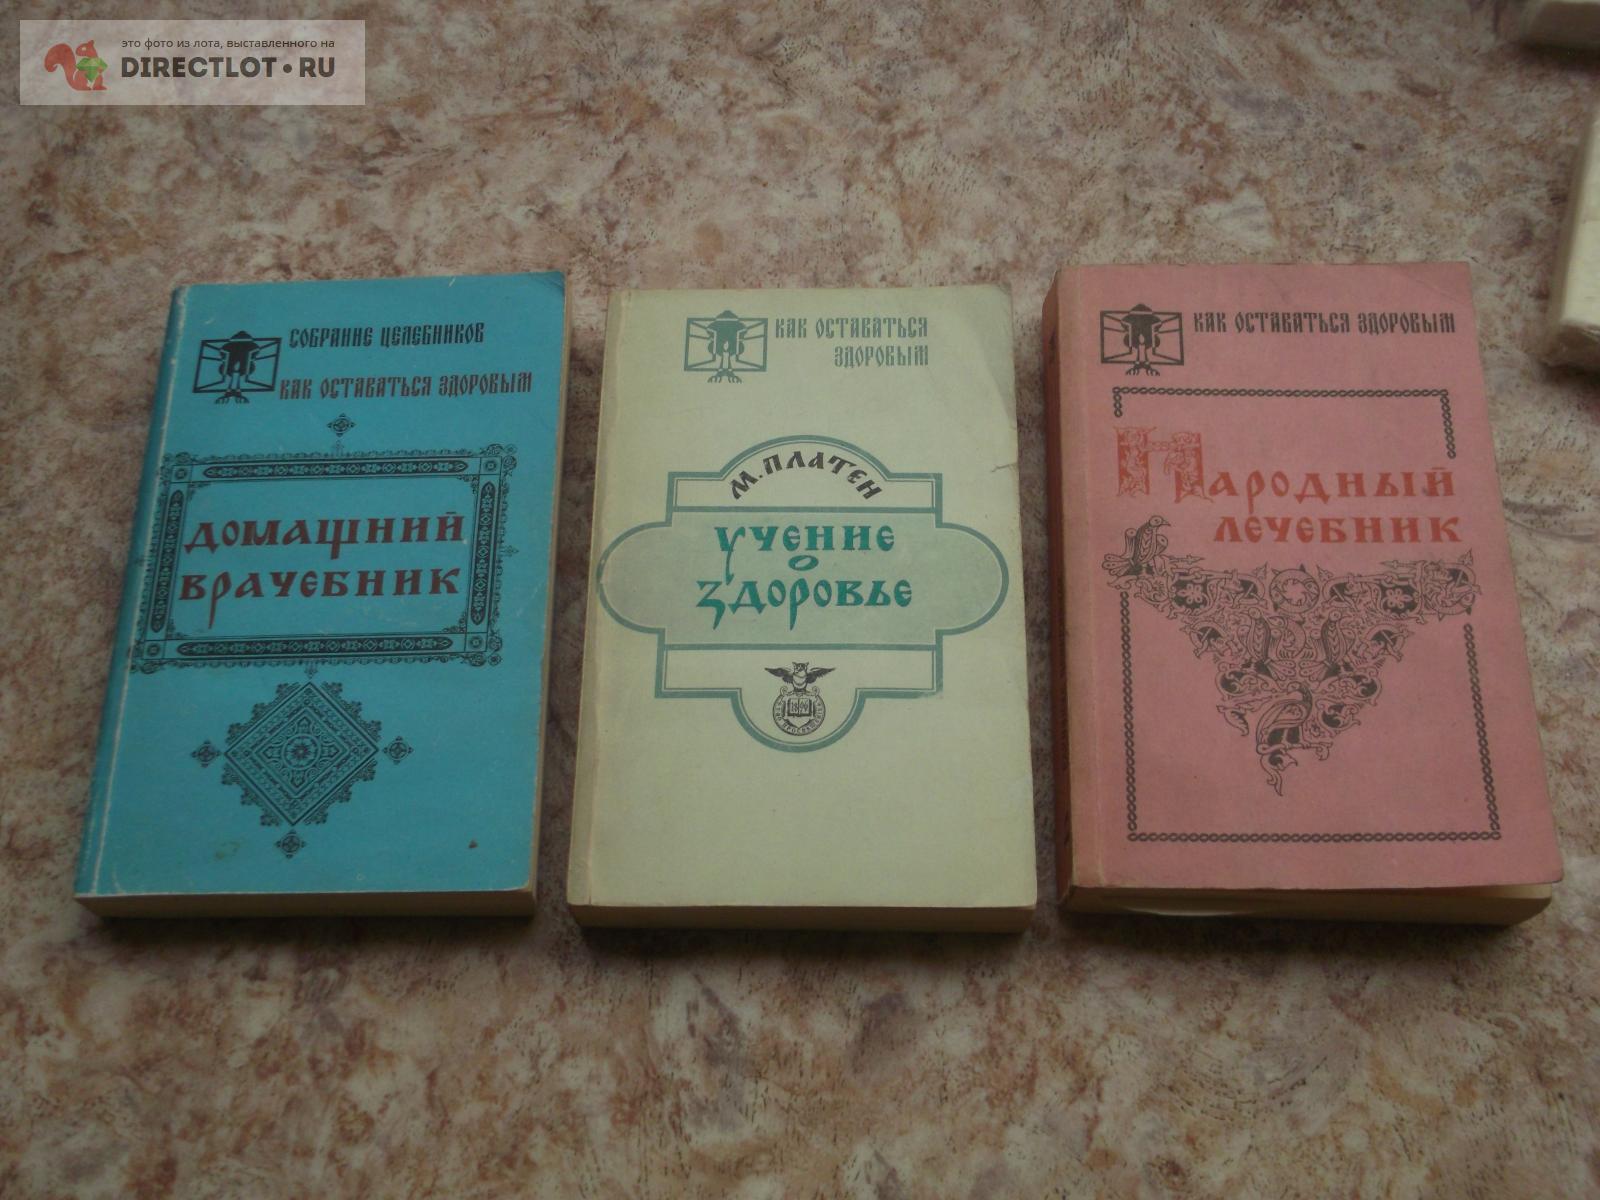 это фото из лота, выставленного на
DIRECTLOT•RU
СОБРАНИЕ ЦЕЛЕБНИКОВ
КАК ОСТАВАТЬСЯ ЗДОРОВЫМ
ДОМАШНИЙ
ВРАЧЕБНИК
КАК ОСТАВАТЬСЯ
ЗДОРОВЫМ
М. ПЛАТЕН
УЧЕНИЕ
О
ЗДОРОВЬЕ
1896
КАК ОСТАВАТЬСЯ ЗДОРОВЫМ
НАРОДНЫЙ
ЛЕЧЕБНИК